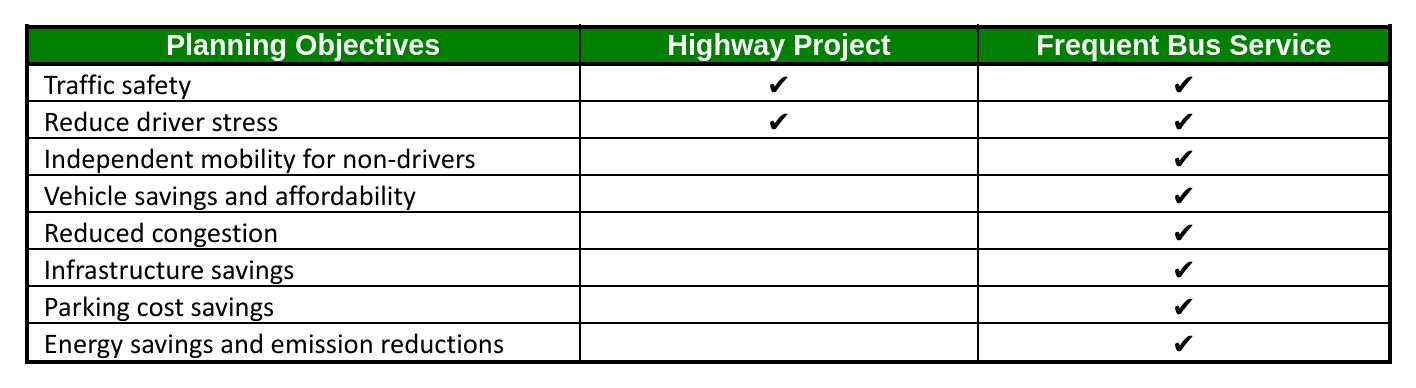 Planning Objectives Highway Project Frequent Bus Service
Traffic safety ✔ ✔
Reduce driver stress ✔ ✔
Independent mobility for non-drivers ✔
Vehicle savings and affordability ✔
Reduced congestion ✔
Infrastructure savings ✔
Parking cost savings ✔
Energy savings and emission reductions ✔